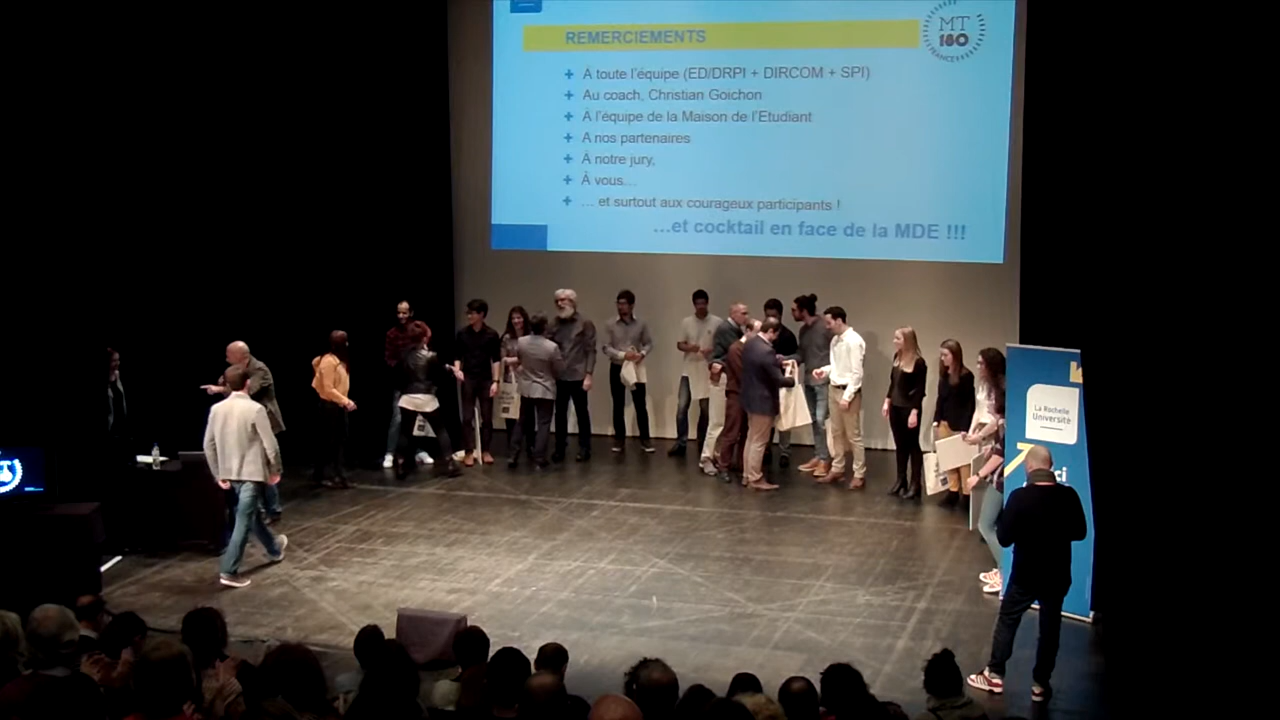 REMERCIEMENTS
MT
180
FRANCE
+ À toute l'équipe (ED/DRPI + DIRCOM + SPI)
+ Au coach, Christian Goichon
+ À l'équipe de la Maison de l'Etudiant
+ A nos partenaires
+ À notre jury,
+ À vous…
+ … et surtout aux courageux participants !
…et cocktail en face de la MDE !!!
La Rochelle
Université